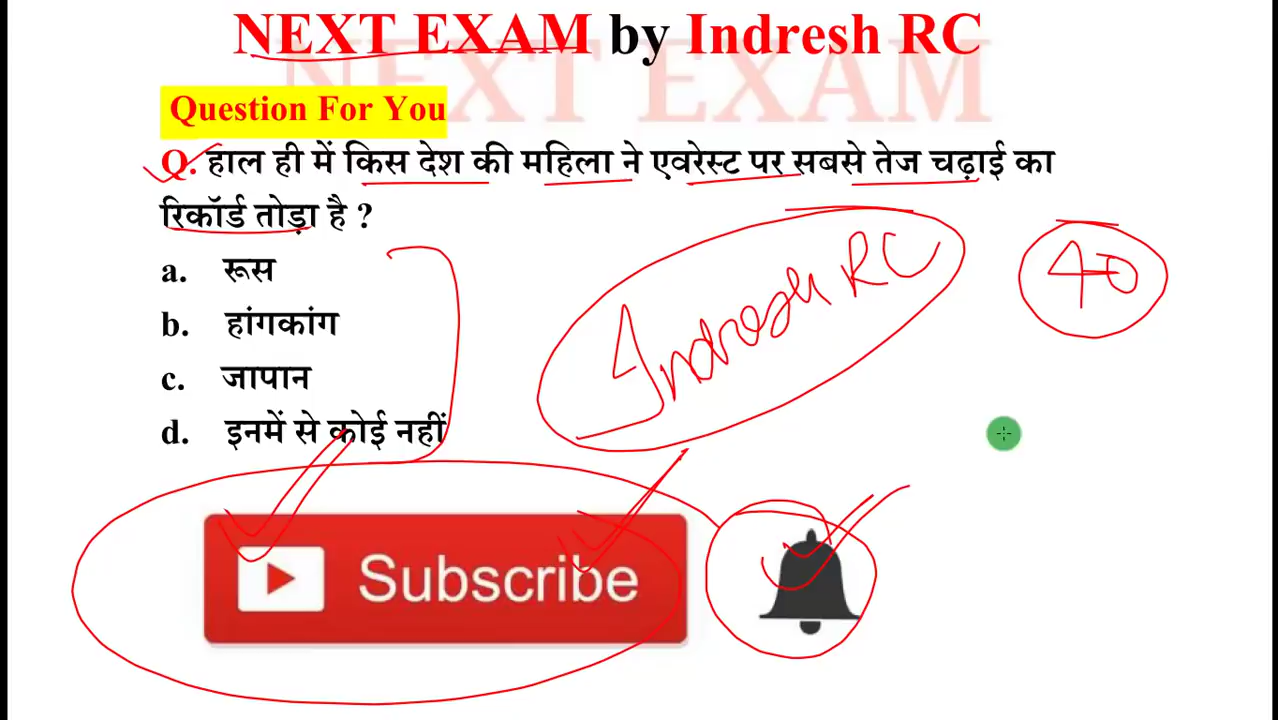 NEXT EXAM by Indresh RC
NEXT EXAM
Question For You
Q. हाल ही में किस देश की महिला ने एवरेस्ट पर सबसे तेज चढ़ाई का
रिकॉर्ड तोड़ा है ?
a. रूस
b. हांगकांग
c. जापान
d. इनमें से कोई नहीं
Indresh RC
40
Subscribe